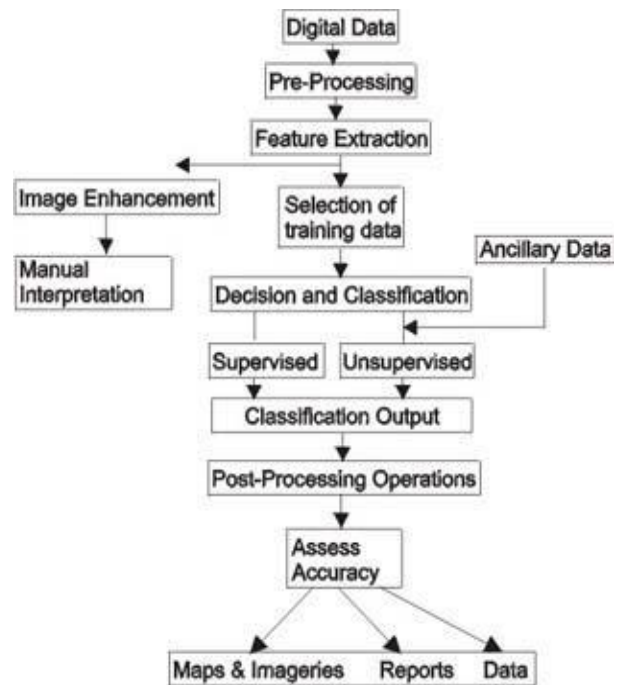 Digital Data
Pre-Processing
Feature Extraction
Image Enhancement
Selection of
training data
Ancillary Data
Manual
Interpretation
Decision and Classification
Supervised
Unsupervised
Classification Output
Post-Processing Operations
Assess
Accuracy
Maps & Imageries Reports Data